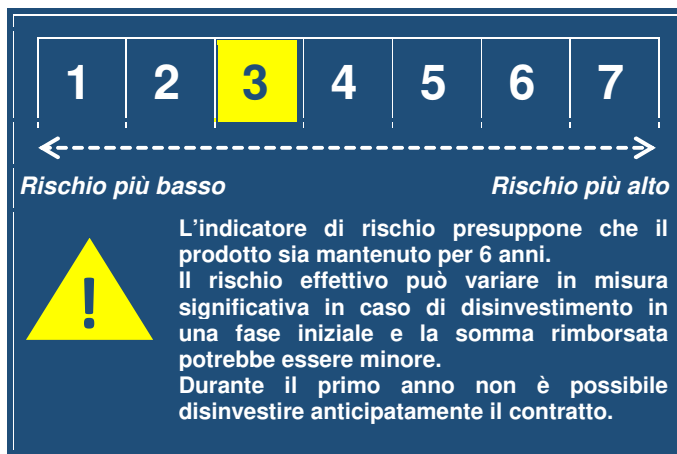 1 2 3 4 5 6 7
Rischio più basso Rischio più alto
L'indicatore di rischio presuppone che il
prodotto sia mantenuto per 6 anni.
Il rischio effettivo può variare in misura
significativa in caso di disinvestimento in
una fase iniziale e la somma rimborsata
potrebbe essere minore.
Durante il primo anno non è possibile
disinvestire anticipatamente il contratto.
!